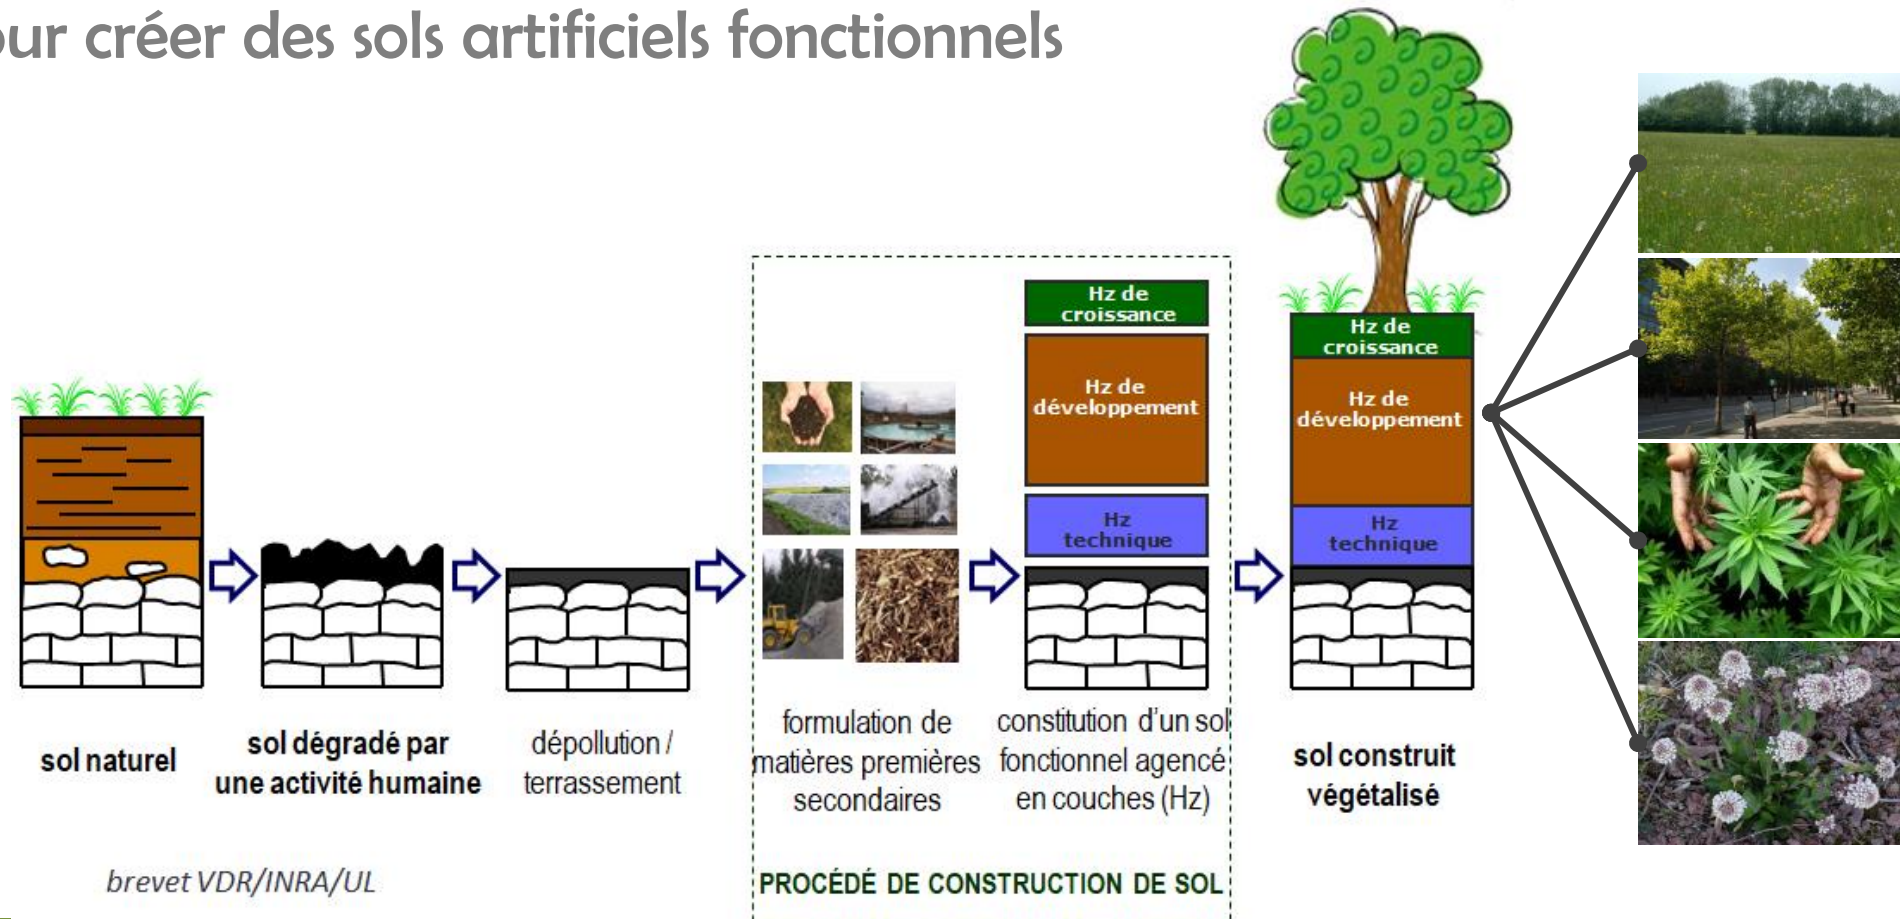 ur créer des sols artificiels fonctionnels
Hz de
croissance
Hz de
développement
Hz
technique
Hz de
croissance
Hz de
développement
Hz
technique
sol naturel
sol dégradé par
une activité humaine
dépollution /
terrassement
formulation de
matières premières
secondaires
constitution d'un sol
fonctionnel agencé
en couches (Hz)
sol construit
végétalisé
brevet VDR/INRA/UL
PROCÉDÉ DE CONSTRUCTION DE SOL